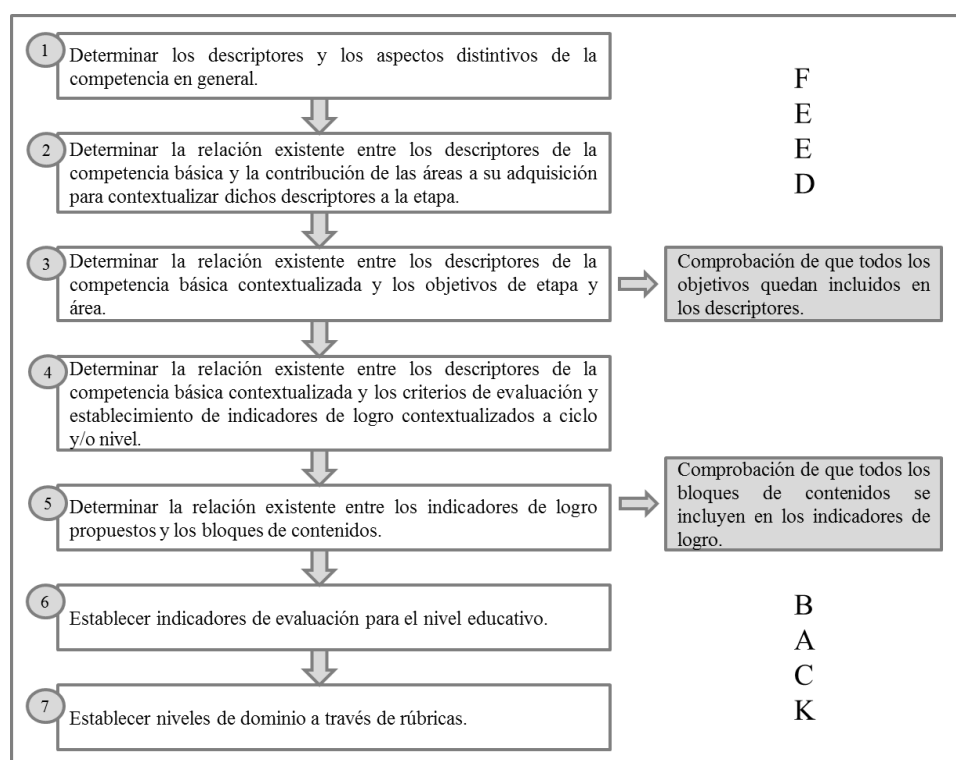 1
Determinar los descriptores y los aspectos distintivos de la
competencia en general.
F
E
E
D
2
Determinar la relación existente entre los descriptores de la
competencia básica y la contribución de las áreas a su adquisición
para contextualizar dichos descriptores a la etapa.
3
Determinar la relación existente entre los descriptores de la
competencia básica contextualizada y los objetivos de etapa y
área.
Comprobación de que todos los
objetivos quedan incluidos en
los descriptores.
4
Determinar la relación existente entre los descriptores de la
competencia básica contextualizada y los criterios de evaluación y
establecimiento de indicadores de logro contextualizados a ciclo
y/o nivel.
5
Determinar la relación existente entre los indicadores de logro
propuestos y los bloques de contenidos.
Comprobación de que todos los
bloques de contenidos se
incluyen en los indicadores de
logro.
6
Establecer indicadores de evaluación para el nivel educativo.
B
A
C
K
7
Establecer niveles de dominio a través de rúbricas.